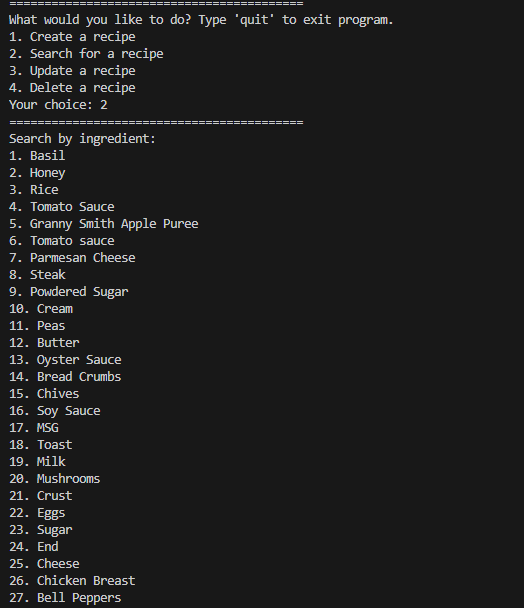 ==========================================
What would you like to do? Type 'quit' to exit program.
1. Create a recipe
2. Search for a recipe
3. Update a recipe
4. Delete a recipe
Your choice: 2
==========================================
Search by ingredient:
1. Basil
2. Honey
3. Rice
4. Tomato Sauce
5. Granny Smith Apple Puree
6. Tomato sauce
7. Parmesan Cheese
8. Steak
9. Powdered Sugar
10. Cream
11. Peas
12. Butter
13. Oyster Sauce
14. Bread Crumbs
15. Chives
16. Soy Sauce
17. MSG
18. Toast
19. Milk
20. Mushrooms
21. Crust
22. Eggs
23. Sugar
24. End
25. Cheese
26. Chicken Breast
27. Bell Peppers